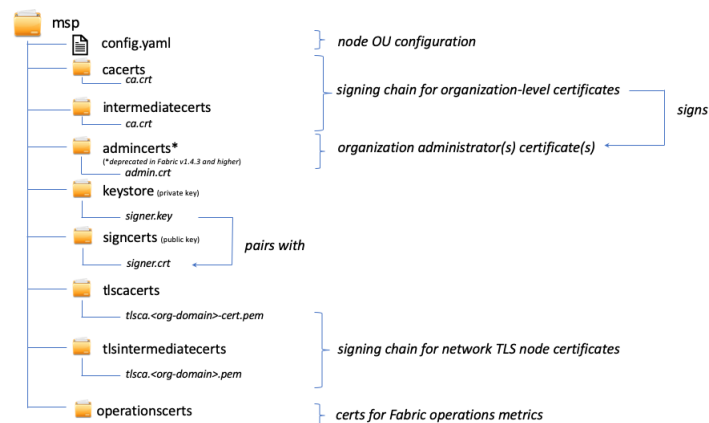 msp
config.yaml
node OU configuration
cacerts
ca.crt
signing chain for organization-level certificates
intermediatecerts
ca.crt
signs
admincerts*
(*deprecated in Fabric v1.4.3 and higher)
organization administrator(s) certificate(s)
admin.crt
keystore (private key)
signer.key
signcerts (public key)
pairs with
signer.crt
tlscacerts
tlsca.<org-domain>-cert.pem
tlsintermediatecerts
signing chain for network TLS node certificates
tlsca.<org-domain>.pem
operationscerts
certs for Fabric operations metrics